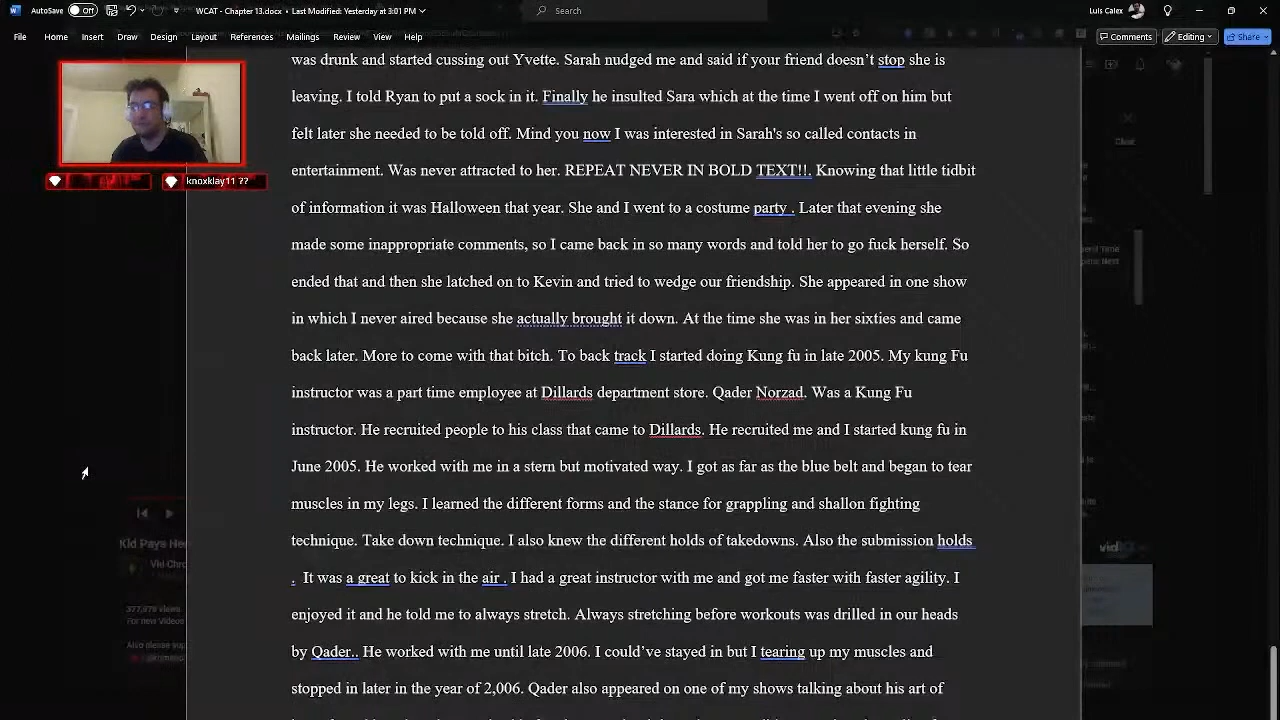 AutoSave Off WCAT - Chapter 13.docx • Last Modified: Yesterday at 3:01 PM Search Luis Calex
File Home Insert Draw Design Layout References Mailings Review View Help Comments Editing Share
was drunk and started cussing out Yvette. Sarah nudged me and said if your friend doesn't stop she is
leaving. I told Ryan to put a sock in it. Finally he insulted Sara which at the time I went off on him but
felt later she needed to be told off. Mind you now I was interested in Sarah's so called contacts in
entertainment. Was never attracted to her. REPEAT NEVER IN BOLD TEXT!!. Knowing that little tidbit
knoxklay11 ??
of information it was Halloween that year. She and I went to a costume party . Later that evening she
made some inappropriate comments, so I came back in so many words and told her to go fuck herself. So
ended that and then she latched on to Kevin and tried to wedge our friendship. She appeared in one show
in which I never aired because she actually brought it down. At the time she was in her sixties and came
back later. More to come with that bitch. To back track I started doing Kung fu in late 2005. My kung Fu
instructor was a part time employee at Dillards department store. Qader Norzad. Was a Kung Fu
instructor. He recruited people to his class that came to Dillards. He recruited me and I started kung fu in
June 2005. He worked with me in a stern but motivated way. I got as far as the blue belt and began to tear
muscles in my legs. I learned the different forms and the stance for grappling and shallon fighting
technique. Take down technique. I also knew the different holds of takedowns. Also the submission holds
. It was a great to kick in the air . I had a great instructor with me and got me faster with faster agility. I
enjoyed it and he told me to always stretch. Always stretching before workouts was drilled in our heads
by Qader.. He worked with me until late 2006. I could've stayed in but I tearing up my muscles and
stopped in later in the year of 2,006. Qader also appeared on one of my shows talking about his art of
Chat
Kid Pays
377,879 views
For new Videos